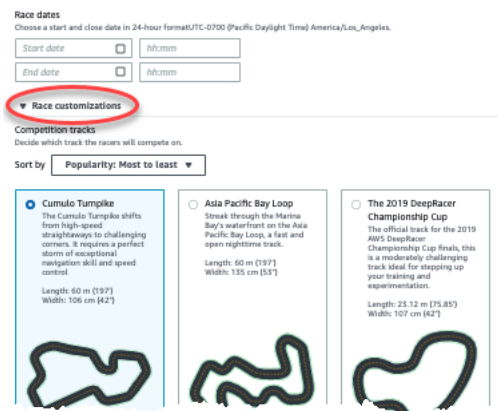 Race dates
Choose a start and close date in 24-hour formatUTC-0700 (Pacific Daylight Time) America/Los_Angeles.
Start date
hh:mm
End date
hh:mm
▼ Race customizations
Competition tracks
Decide which track the racers will compete on.
Sort by
Popularity: Most to least ▼
Cumulo Turnpike
The Cumulo Turnpike shifts
from high-speed
straightaways to challenging
corners. It requires a perfect
storm of exceptional
navigation skill and speed
control
Length: 60 m (197')
Width: 106 cm (42")
Asia Pacific Bay Loop
Streak through the Marina
Bay's waterfront on the Asia
Pacific Bay Loop, a fast and
open nighttime track.
Length: 60 m (197')
Width: 135 cm (53")
The 2019 DeepRacer
Championship Cup
The official track for the 2019
AWS DeepRacer
Championship Cup finals, this
is a moderately challenging
track ideal for stepping up
your training and
experimentation.
Length: 23.12 m (75.85')
Width: 107 cm (42")